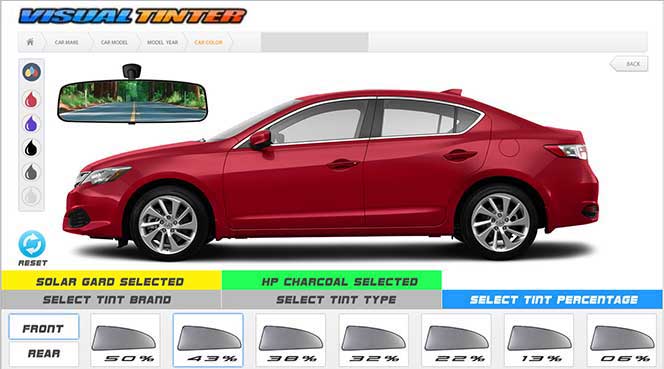 VISUAL TINTER
CAR MAKE CAR MODEL MODEL YEAR CAR COLOR
BACK
RESET
SOLAR GARD SELECTED HP CHARCOAL SELECTED
SELECT TINT BRAND SELECT TINT TYPE SELECT TINT PERCENTAGE
FRONT
REAR
50% 43% 38% 32% 22% 13% 06%